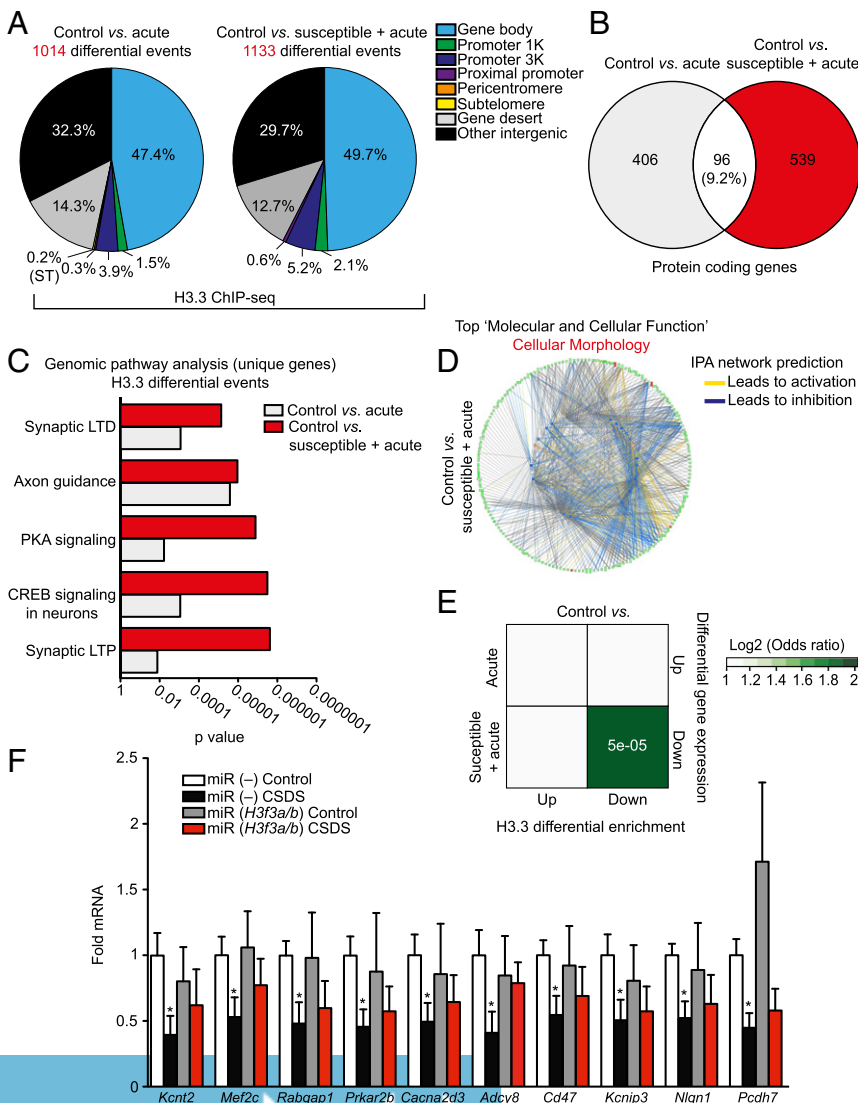 A
Control vs. acute
1014 differential events
Control vs. susceptible + acute
1133 differential events
32.3%
47.4%
14.3%
0.2%
(ST)
0.3%
3.9%
1.5%
29.7%
49.7%
12.7%
0.6%
5.2%
2.1%
H3.3 ChIP-seq
Gene body
Promoter 1K
Promoter 3K
Proximal promoter
Pericentromere
Subtelomere
Gene desert
Other intergenic
B
Control vs. acute
Control vs.
susceptible + acute
406
96
(9.2%)
539
Protein coding genes
C
Genomic pathway analysis (unique genes)
H3.3 differential events
Control vs. acute
Control vs.
susceptible + acute
Synaptic LTD
Axon guidance
PKA signaling
CREB signaling
in neurons
Synaptic LTP
1
0.01
0.0001
0.00001
0.000001
0.0000001
p value
Top ‘Molecular and Cellular Function’
Cellular Morphology
D
Control vs.
susceptible + acute
IPA network prediction
Leads to activation
Leads to inhibition
E
Control vs.
Acute
Suceptible
+ acute
5e-05
Up
Down
Differential gene expression
Up
Down
H3.3 differential enrichment
Log2 (Odds ratio)
1 1.2 1.4 1.6 1.8 2
F
miR (–) Control
miR (–) CSDS
miR (H3f3a/b) Control
miR (H3f3a/b) CSDS
Fold mRNA
2.5
2
1.5
1
0.5
0
* * * * * * * * * *
Kcnt2 Mef2c Rabgap1 Prkar2b Cacna2d3 Adcy8 Cd47 Kcnip3 Nlgn1 Pcdh7